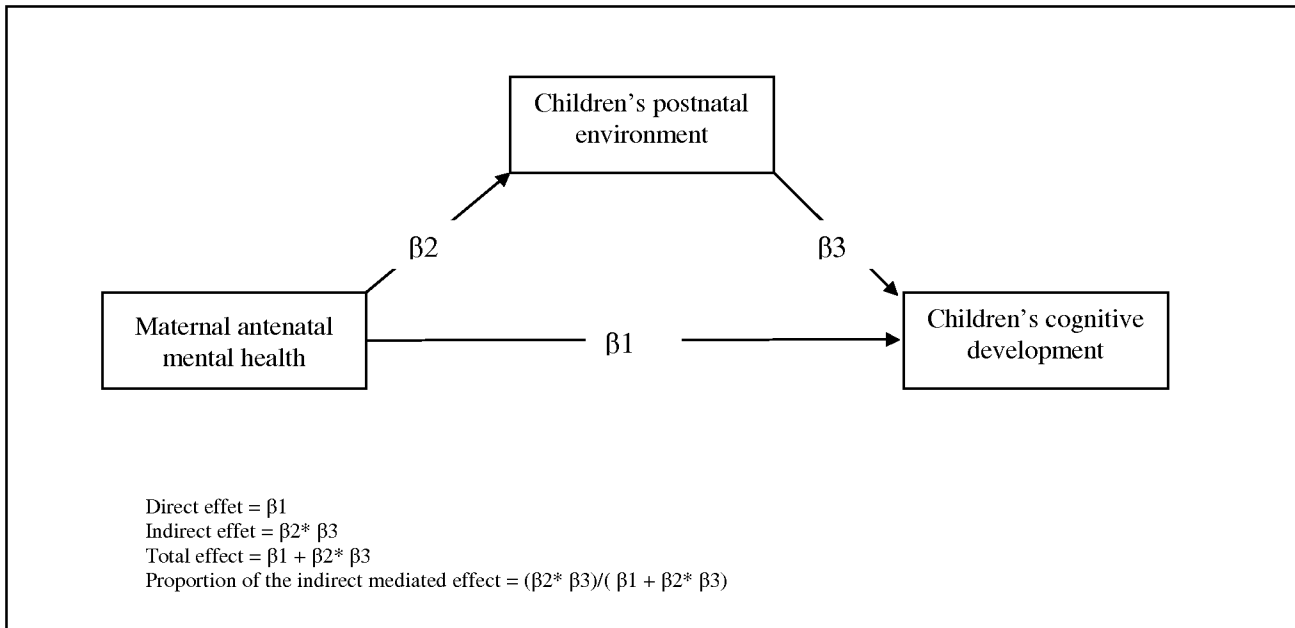 Children's postnatal
environment
β2
β3
Maternal antenatal
mental health
β1
Children's cognitive
development
Direct effet = β1
Indirect effet = β2* β3
Total effect = β1 + β2* β3
Proportion of the indirect mediated effect = (β2* β3)/( β1 + β2* β3)